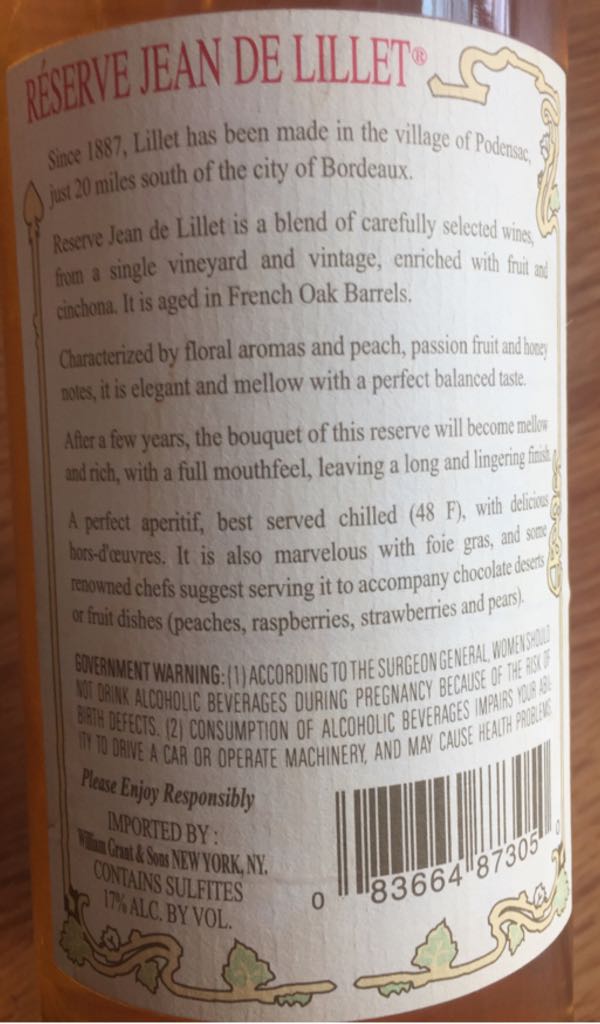 RÉSERVE JEAN DE LILLET®
Since 1887, Lillet has been made in the village of Podensac,
just 20 miles south of the city of Bordeaux.
Reserve Jean de Lillet is a blend of carefully selected wines,
from a single vineyard and vintage, enriched with fruit and
cinchona. It is aged in French Oak Barrels.
Characterized by floral aromas and peach, passion fruit and honey
notes, it is elegant and mellow with a perfect balanced taste.
After a few years, the bouquet of this reserve will become mellow
and rich, with a full mouthfeel, leaving a long and lingering finish.
A perfect aperitif, best served chilled (48 F), with delicious
hors-d'œuvres. It is also marvelous with foie gras, and some
renowned chefs suggest serving it to accompany chocolate deserts
or fruit dishes (peaches, raspberries, strawberries and pears).
GOVERNMENT WARNING: (1) ACCORDING TO THE SURGEON GENERAL, WOMEN SHOULD
NOT DRINK ALCOHOLIC BEVERAGES DURING PREGNANCY BECAUSE OF THE RISK OF
BIRTH DEFECTS. (2) CONSUMPTION OF ALCOHOLIC BEVERAGES IMPAIRS YOUR ABIL-
ITY TO DRIVE A CAR OR OPERATE MACHINERY, AND MAY CAUSE HEALTH PROBLEMS.
Please Enjoy Responsibly
IMPORTED BY :
William Grant & Sons NEW YORK, NY.
CONTAINS SULFITES
17% ALC. BY VOL.
0 83664 87305 0